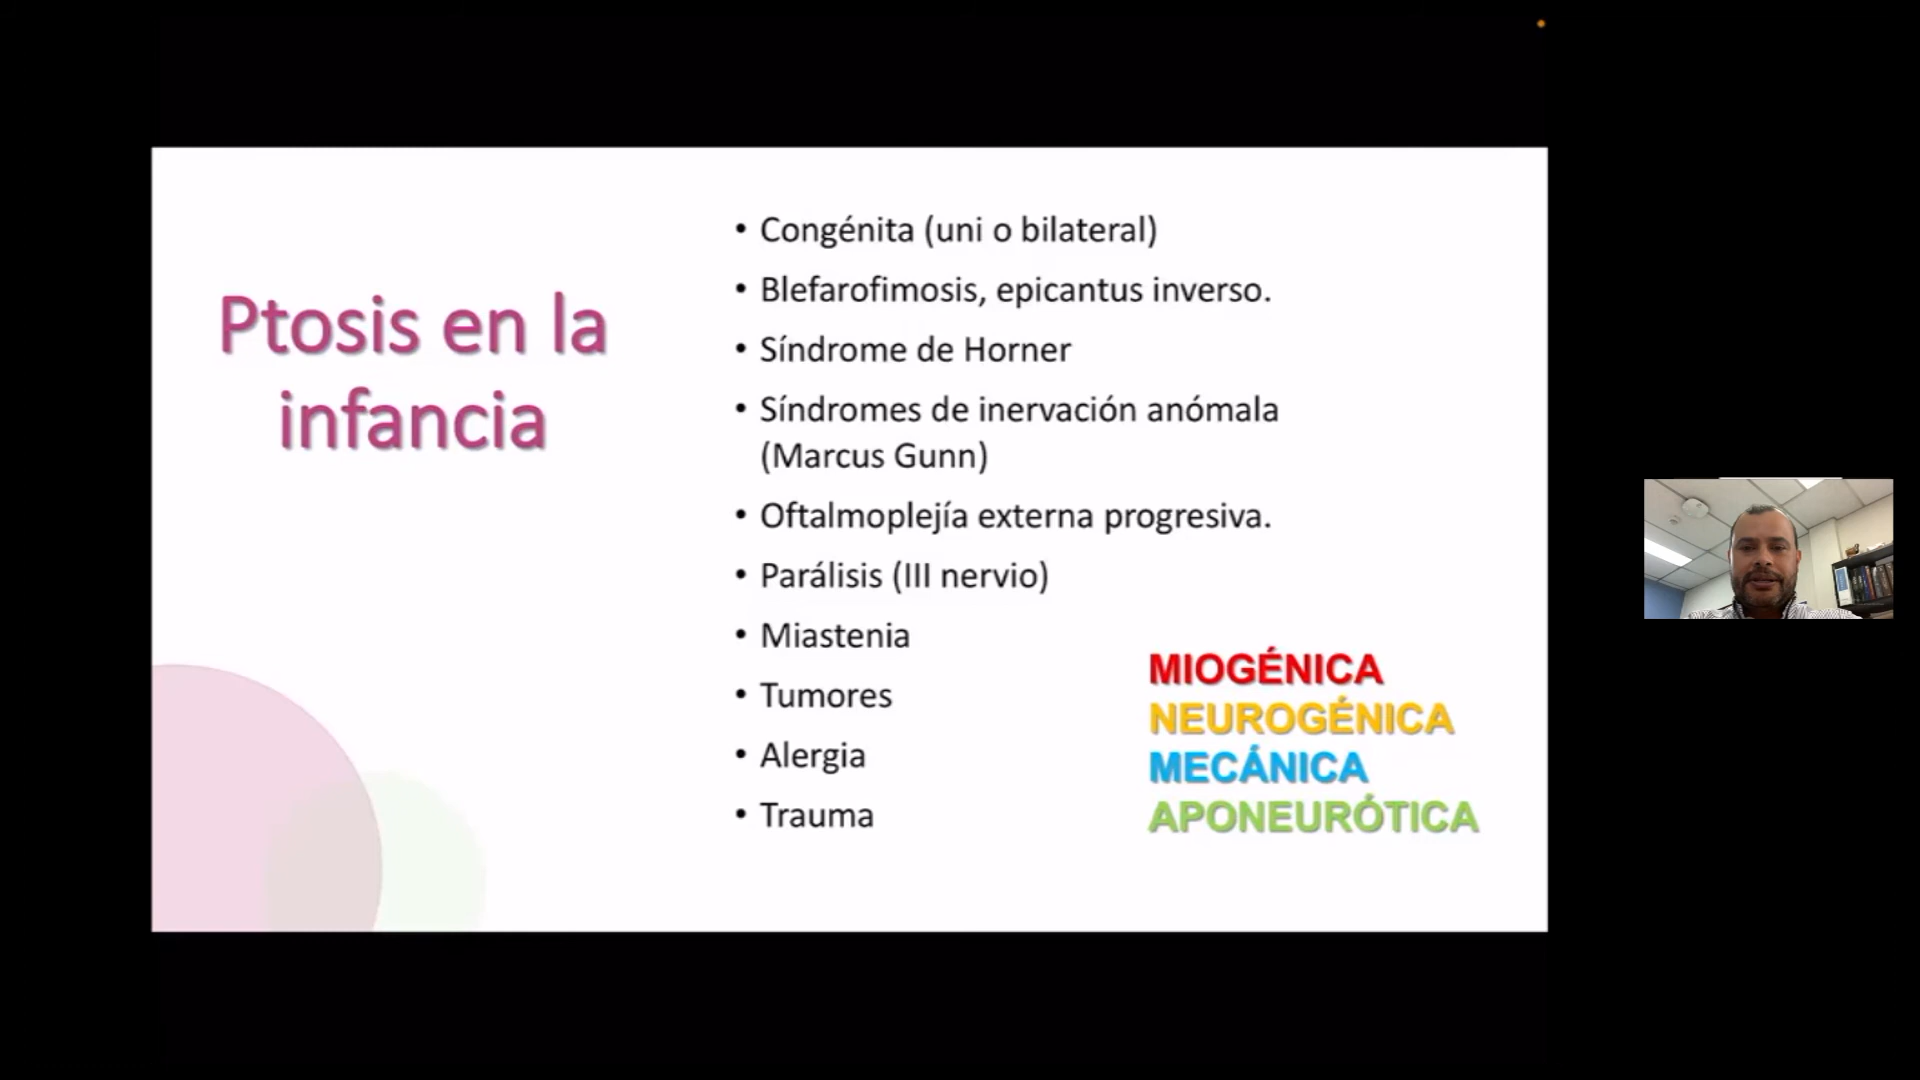 Ptosis en la
infancia
• Congénita (uni o bilateral)
• Blefarofimosis, epicantus inverso.
• Síndrome de Horner
• Síndromes de inervación anómala
(Marcus Gunn)
• Oftalmoplejía externa progresiva.
• Parálisis (III nervio)
• Miastenia
• Tumores
• Alergia
• Trauma
MIOGÉNICA
NEUROGÉNICA
MECÁNICA
APONEURÓTICA